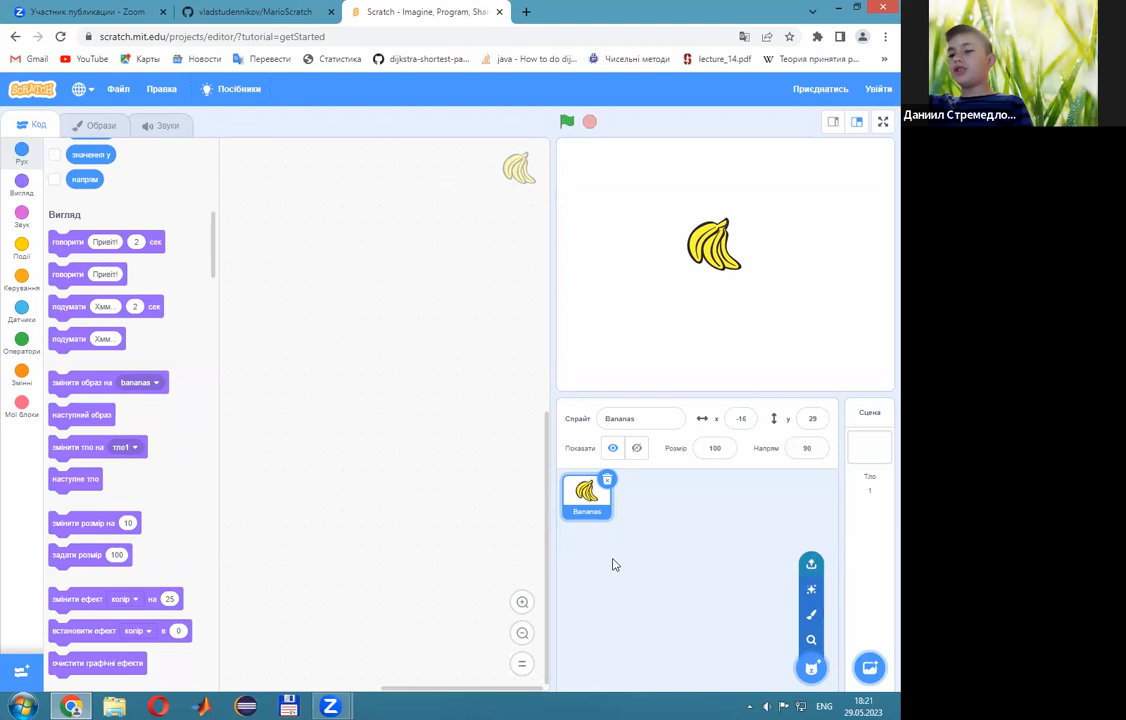 Участник публикации - Zoom
vladstudennikov/MarioScratch
Scratch - Imagine, Program, Shar
scratch.mit.edu/projects/editor/?tutorial=getStarted
Gmail
YouTube
Карты
Новости
Перевести
Статистика
dijkstra-shortest-pa...
java - How to do dij...
Чисельні методи
lecture_14.pdf
Теория принятия р...
»
SCRATCH
Файл
Правка
Посібники
Приєднатись
Увійти
Код
Образи
Звуки
Рух
Вигляд
Звук
Події
Керування
Датчики
Оператори
Змінні
Мої блоки
значення y
напрям
Вигляд
говорити Привіт! 2 сек
говорити Привіт!
подумати Хмм... 2 сек
подумати Хмм...
змінити образ на bananas
наступний образ
змінити тло на тло1
наступне тло
змінити розмір на 10
задати розмір 100
змінити ефект колір на 25
встановити ефект колір в 0
очистити графічні ефекти
Спрайт Bananas x -16 y 29
Показати Розмір 100 Напрям 90
Bananas
Сцена
Тло
1
Даниил Стремедло...
ENG
18:21
29.05.2023